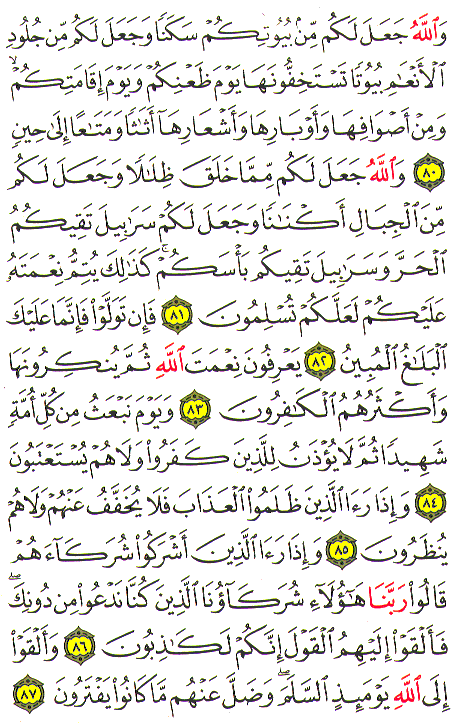 وَٱللَّهُ جَعَلَ لَكُم مِّنۢ بُيُوتِكُمْ سَكَنًا وَجَعَلَ لَكُم مِّن جُلُودِ
ٱلْأَنْعَٰمِ بُيُوتًا تَسْتَخِفُّونَهَا يَوْمَ ظَعْنِكُمْ وَيَوْمَ إِقَامَتِكُمْ ۙ
وَمِنْ أَصْوَافِهَا وَأَوْبَارِهَا وَأَشْعَارِهَآ أَثَٰثًا وَمَتَٰعًا إِلَىٰ حِينٍ
٨٠ وَٱللَّهُ جَعَلَ لَكُم مِّمَّا خَلَقَ ظِلَٰلًا وَجَعَلَ لَكُم
مِّنَ ٱلْجِبَالِ أَكْنَٰنًا وَجَعَلَ لَكُمْ سَرَٰبِيلَ تَقِيكُمُ
ٱلْحَرَّ وَسَرَٰبِيلَ تَقِيكُم بَأْسَكُمْ ۚ كَذَٰلِكَ يُتِمُّ نِعْمَتَهُۥ
عَلَيْكُمْ لَعَلَّكُمْ تُسْلِمُونَ ٨١ فَإِن تَوَلَّوْا۟ فَإِنَّمَا عَلَيْكَ
ٱلْبَلَٰغُ ٱلْمُبِينُ ٨٢ يَعْرِفُونَ نِعْمَتَ ٱللَّهِ ثُمَّ يُنكِرُونَهَا
وَأَكْثَرُهُمُ ٱلْكَٰفِرُونَ ٨٣ وَيَوْمَ نَبْعَثُ مِن كُلِّ أُمَّةٍ
شَهِيدًا ثُمَّ لَا يُؤْذَنُ لِلَّذِينَ كَفَرُوا۟ وَلَا هُمْ يُسْتَعْتَبُونَ
٨٤ وَإِذَا رَءَا ٱلَّذِينَ ظَلَمُوا۟ ٱلْعَذَابَ فَلَا يُخَفَّفُ عَنْهُمْ وَلَا هُمْ
يُنظَرُونَ ٨٥ وَإِذَا رَءَا ٱلَّذِينَ أَشْرَكُوا۟ شُرَكَآءَهُمْ
قَالُوا۟ رَبَّنَا هَٰٓؤُلَآءِ شُرَكَآؤُنَا ٱلَّذِينَ كُنَّا نَدْعُوا۟ مِن دُونِكَ ۖ
فَأَلْقَوْا۟ إِلَيْهِمُ ٱلْقَوْلَ إِنَّكُمْ لَكَٰذِبُونَ ٨٦ وَأَلْقَوْا۟
إِلَى ٱللَّهِ يَوْمَئِذٍ ٱلسَّلَمَ ۖ وَضَلَّ عَنْهُم مَّا كَانُوا۟ يَفْتَرُونَ ٨٧